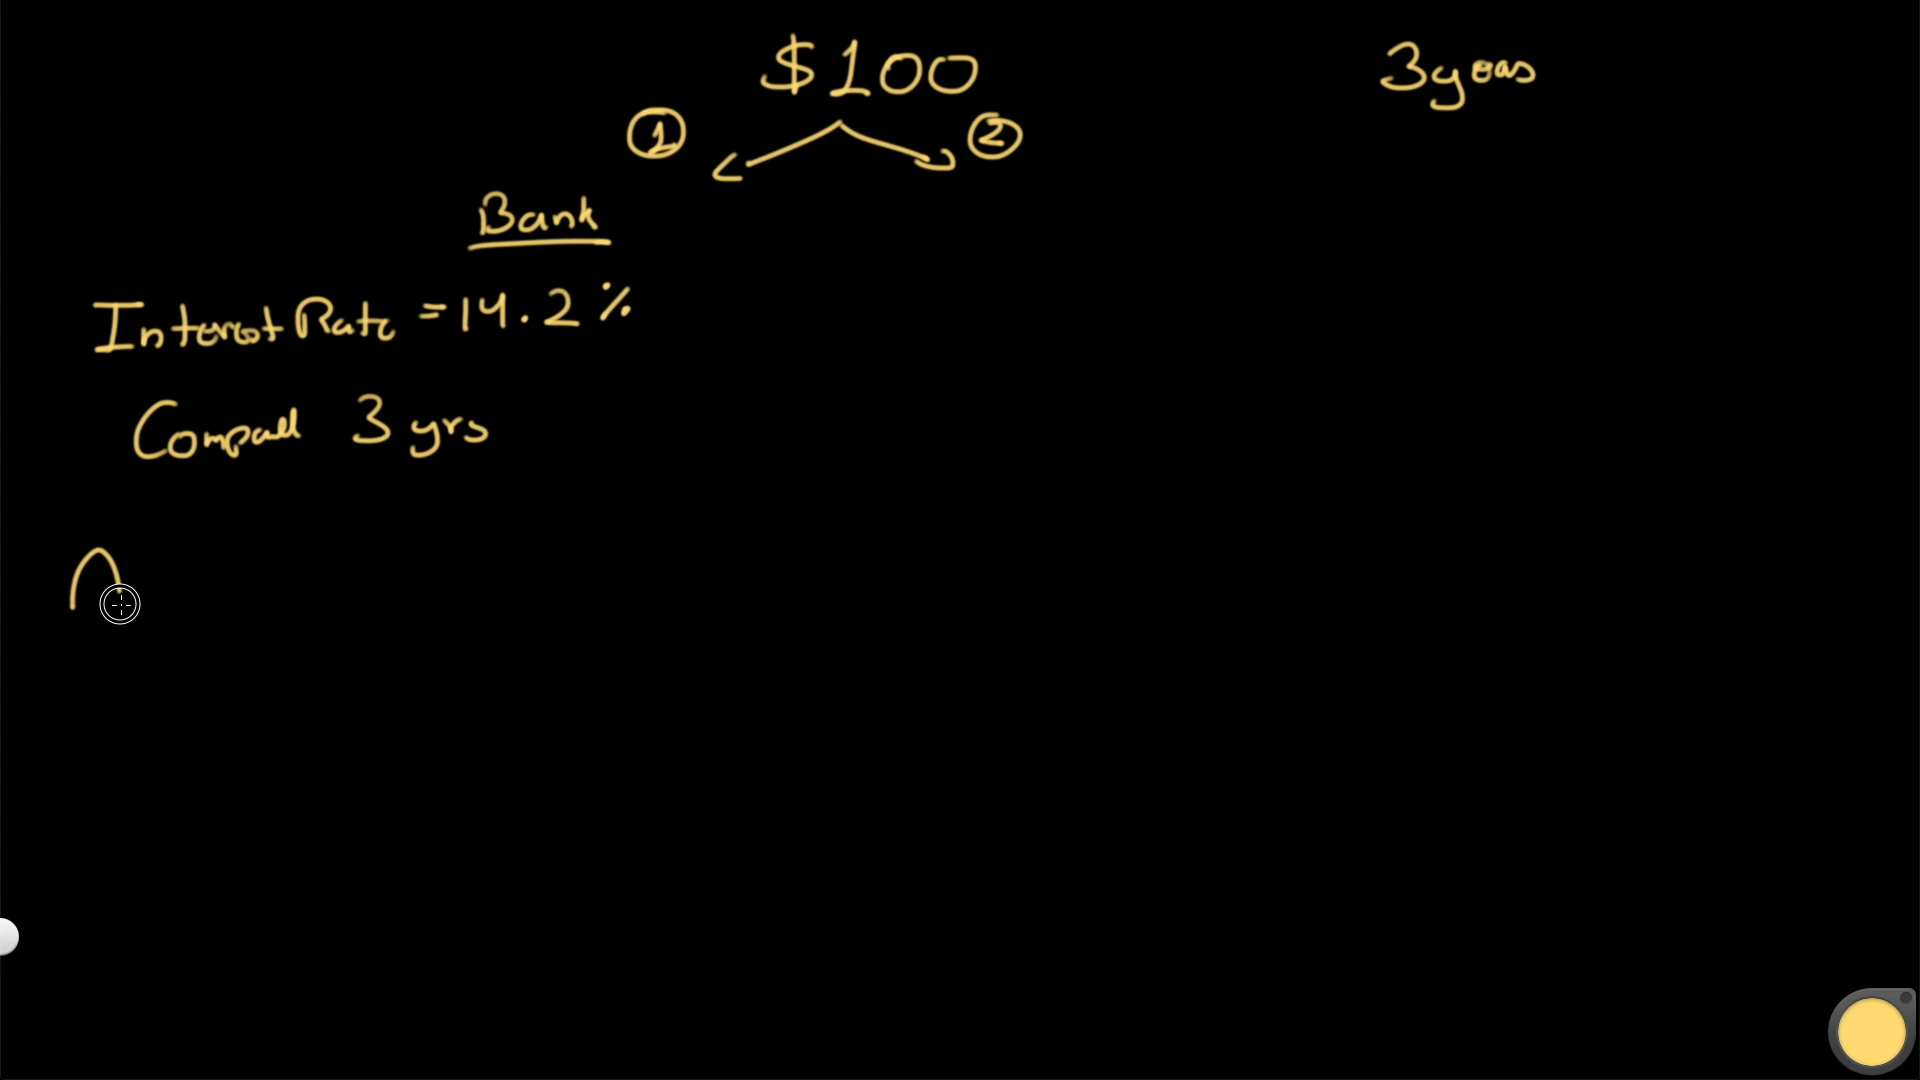 $100
3 years
1
2
Bank
Interest Rate = 14.2 %
Compound 3 yrs